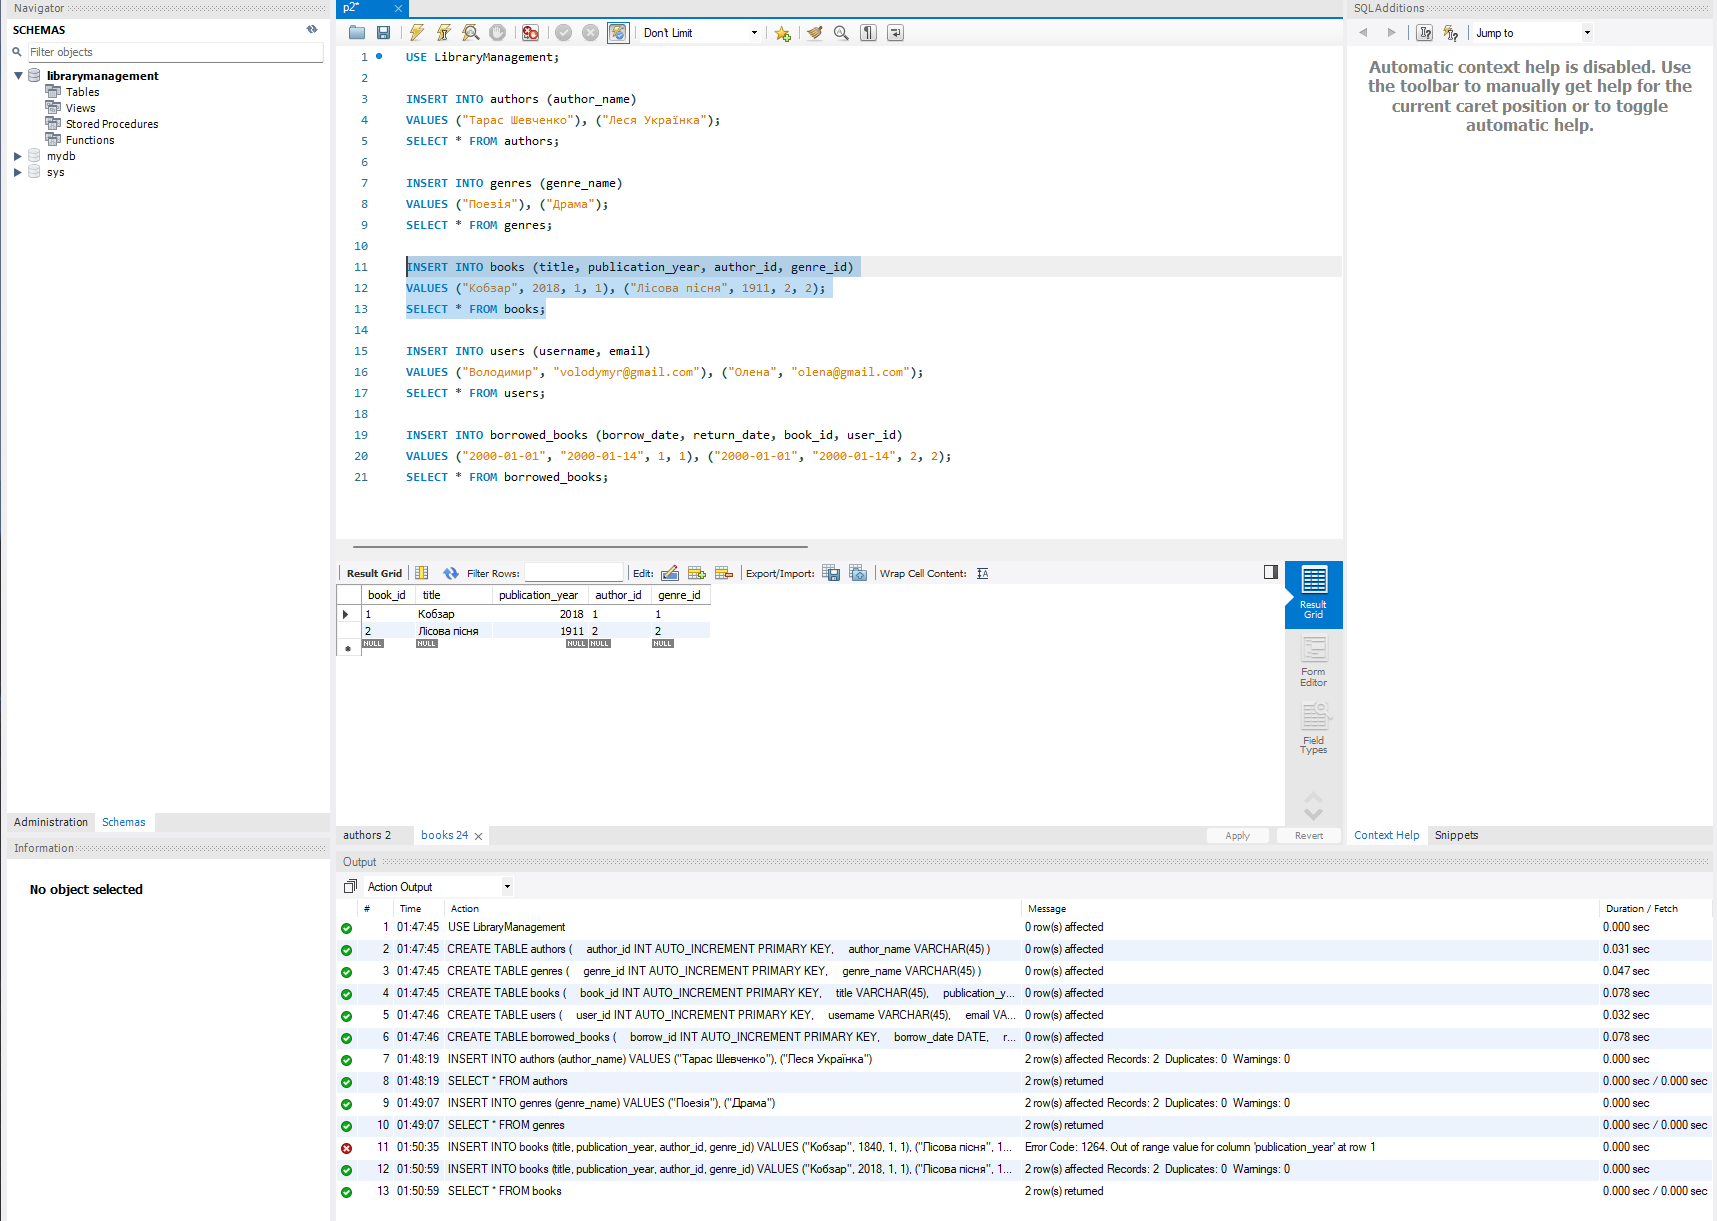 Navigator
SCHEMAS
Filter objects
librarymanagement
Tables
Views
Stored Procedures
Functions
mydb
sys
Administration
Schemas
Information
No object selected
p2*
Don't Limit
1 USE LibraryManagement;
2
3 INSERT INTO authors (author_name)
4 VALUES ("Тарас Шевченко"), ("Леся Українка");
5 SELECT * FROM authors;
6
7 INSERT INTO genres (genre_name)
8 VALUES ("Поезія"), ("Драма");
9 SELECT * FROM genres;
10
11 INSERT INTO books (title, publication_year, author_id, genre_id)
12 VALUES ("Кобзар", 2018, 1, 1), ("Лісова пісня", 1911, 2, 2);
13 SELECT * FROM books;
14
15 INSERT INTO users (username, email)
16 VALUES ("Володимир", "volodymyr@gmail.com"), ("Олена", "olena@gmail.com");
17 SELECT * FROM users;
18
19 INSERT INTO borrowed_books (borrow_date, return_date, book_id, user_id)
20 VALUES ("2000-01-01", "2000-01-14", 1, 1), ("2000-01-01", "2000-01-14", 2, 2);
21 SELECT * FROM borrowed_books;
Result Grid Filter Rows: Edit: Export/Import: Wrap Cell Content:
book_id title publication_year author_id genre_id
1 Кобзар 2018 1 1
2 Лісова пісня 1911 2 2
NULL NULL NULL NULL NULL
Result
Grid
Form
Editor
Field
Types
authors 2 books 24 Apply Revert
SQLAdditions
Jump to
Automatic context help is disabled. Use
the toolbar to manually get help for the
current caret position or to toggle
automatic help.
Context Help Snippets
Output
Action Output
# Time Action Message Duration / Fetch
1 01:47:45 USE LibraryManagement 0 row(s) affected 0.000 sec
2 01:47:45 CREATE TABLE authors ( author_id INT AUTO_INCREMENT PRIMARY KEY, author_name VARCHAR(45) ) 0 row(s) affected 0.031 sec
3 01:47:45 CREATE TABLE genres ( genre_id INT AUTO_INCREMENT PRIMARY KEY, genre_name VARCHAR(45) ) 0 row(s) affected 0.047 sec
4 01:47:45 CREATE TABLE books ( book_id INT AUTO_INCREMENT PRIMARY KEY, title VARCHAR(45), publication_y... 0 row(s) affected 0.078 sec
5 01:47:46 CREATE TABLE users ( user_id INT AUTO_INCREMENT PRIMARY KEY, username VARCHAR(45), email VA... 0 row(s) affected 0.032 sec
6 01:47:46 CREATE TABLE borrowed_books ( borrow_id INT AUTO_INCREMENT PRIMARY KEY, borrow_date DATE, r... 0 row(s) affected 0.078 sec
7 01:48:19 INSERT INTO authors (author_name) VALUES ("Тарас Шевченко"), ("Леся Українка") 2 row(s) affected Records: 2 Duplicates: 0 Warnings: 0 0.000 sec
8 01:48:19 SELECT * FROM authors 2 row(s) returned 0.000 sec / 0.000 sec
9 01:49:07 INSERT INTO genres (genre_name) VALUES ("Поезія"), ("Драма") 2 row(s) affected Records: 2 Duplicates: 0 Warnings: 0 0.000 sec
10 01:49:07 SELECT * FROM genres 2 row(s) returned 0.000 sec / 0.000 sec
11 01:50:35 INSERT INTO books (title, publication_year, author_id, genre_id) VALUES ("Кобзар", 1840, 1, 1), ("Лісова пісня", 1... Error Code: 1264. Out of range value for column 'publication_year' at row 1 0.000 sec
12 01:50:59 INSERT INTO books (title, publication_year, author_id, genre_id) VALUES ("Кобзар", 2018, 1, 1), ("Лісова пісня", 1... 2 row(s) affected Records: 2 Duplicates: 0 Warnings: 0 0.000 sec
13 01:50:59 SELECT * FROM books 2 row(s) returned 0.000 sec / 0.000 sec